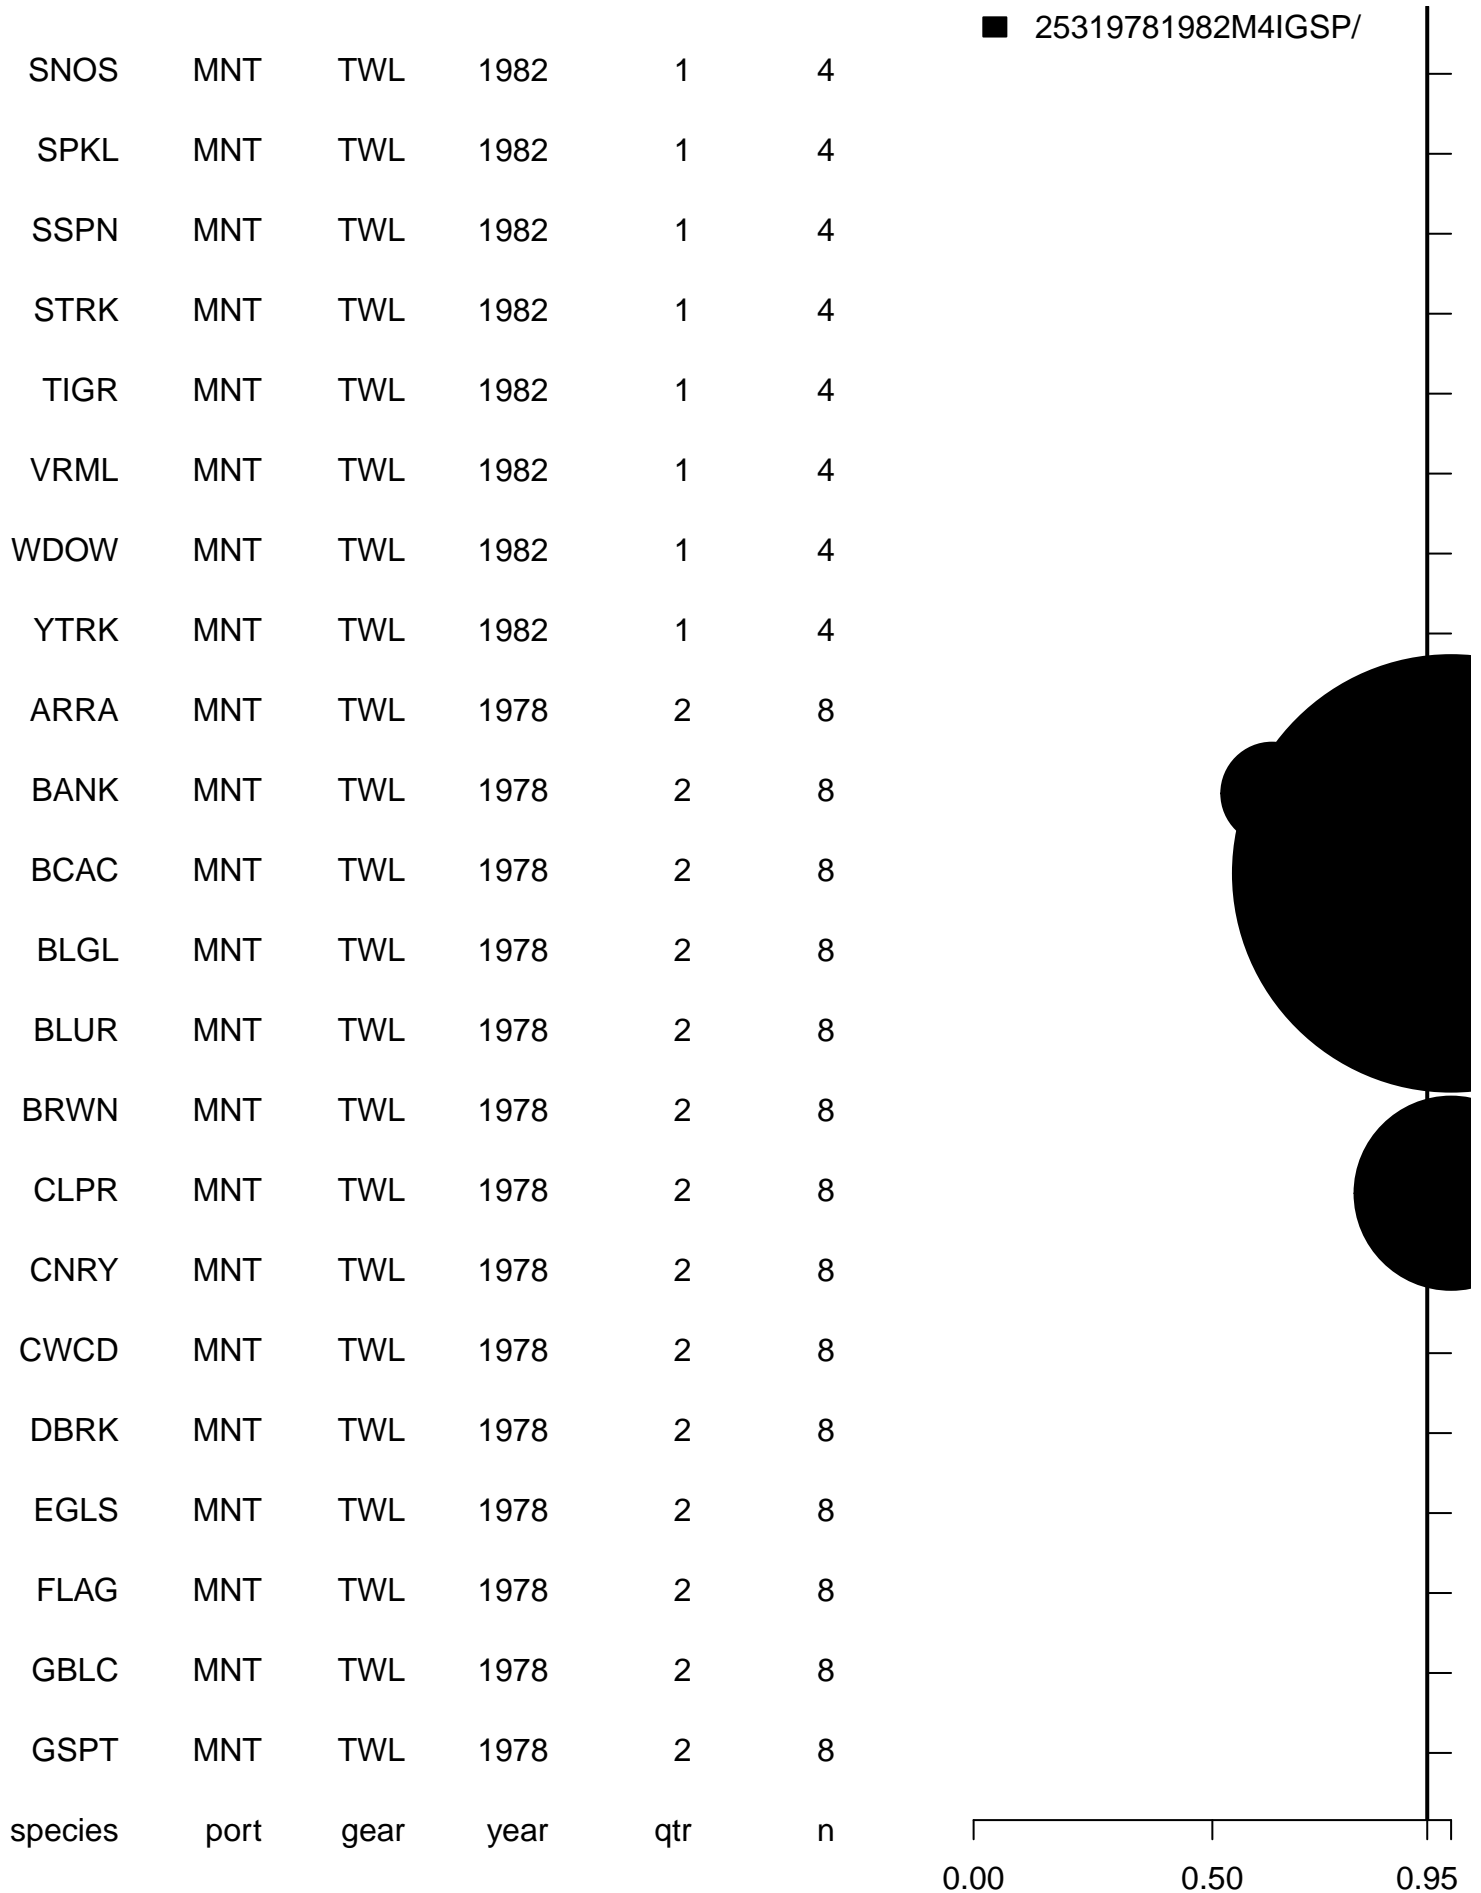 25319781982M4IGSP/
SNOS MNT TWL 1982 1 4
SPKL MNT TWL 1982 1 4
SSPN MNT TWL 1982 1 4
STRK MNT TWL 1982 1 4
TIGR MNT TWL 1982 1 4
VRML MNT TWL 1982 1 4
WDOW MNT TWL 1982 1 4
YTRK MNT TWL 1982 1 4
ARRA MNT TWL 1978 2 8
BANK MNT TWL 1978 2 8
BCAC MNT TWL 1978 2 8
BLGL MNT TWL 1978 2 8
BLUR MNT TWL 1978 2 8
BRWN MNT TWL 1978 2 8
CLPR MNT TWL 1978 2 8
CNRY MNT TWL 1978 2 8
CWCD MNT TWL 1978 2 8
DBRK MNT TWL 1978 2 8
EGLS MNT TWL 1978 2 8
FLAG MNT TWL 1978 2 8
GBLC MNT TWL 1978 2 8
GSPT MNT TWL 1978 2 8
species port gear year qtr n
0.00 0.50 0.95